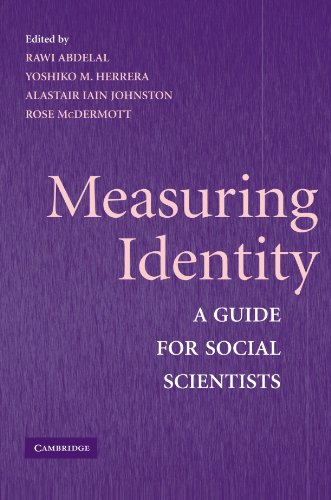 Edited by
RAWI ABDELAL
YOSHIKO M. HERRERA
ALASTAIR IAIN JOHNSTON
ROSE McDERMOTT
Measuring
Identity
A GUIDE
FOR SOCIAL
SCIENTISTS
CAMBRIDGE